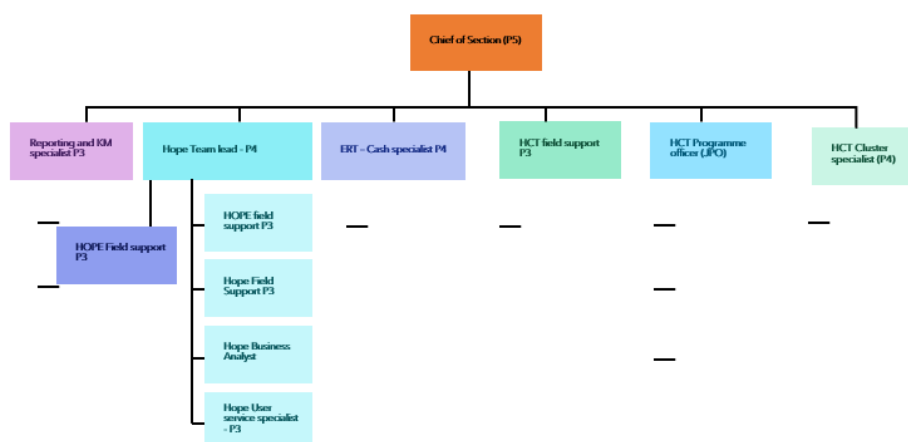 Chief of Section (P5)
Reporting and KM
specialist P3
Hope Team lead - P4
ERT – Cash specialist P4
HCT field support
P3
HCT Programme
officer (JPO)
HCT Cluster
specialist (P4)
HOPE Field support
P3
HOPE field
support P3
Hope Field
Support P3
Hope Business
Analyst
Hope User
service specialist
- P3